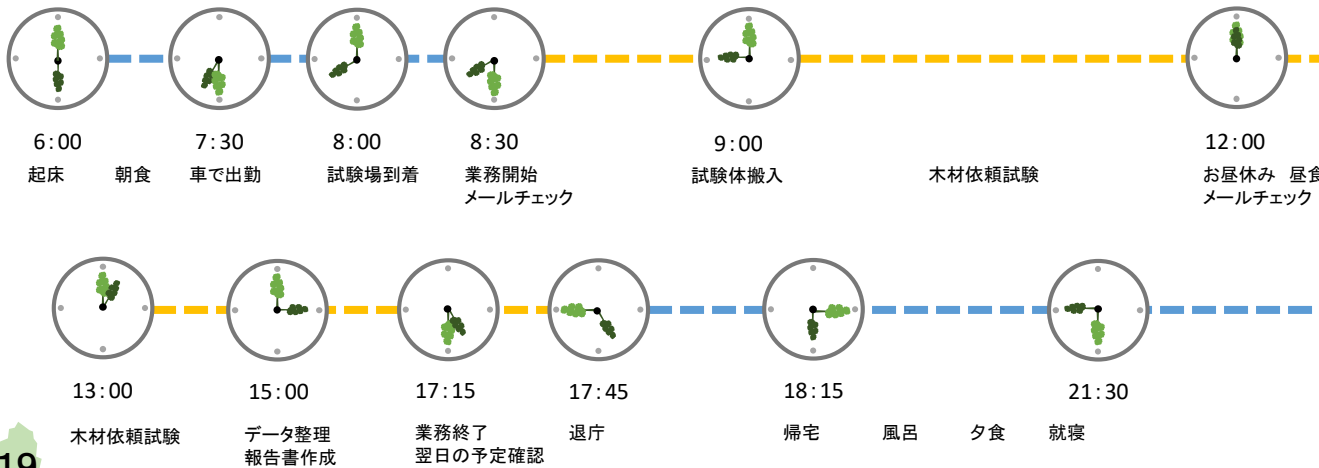 6:00 7:30 8:00 8:30 9:00 12:00
起床 朝食 車で出勤 試験場到着 業務開始 試験体搬入 木材依頼試験 お昼休み 昼食
メールチェック メールチェック
13:00 15:00 17:15 17:45 18:15 21:30
木材依頼試験 データ整理 業務終了 退庁 帰宅 風呂 夕食 就寝
報告書作成 翌日の予定確認
19